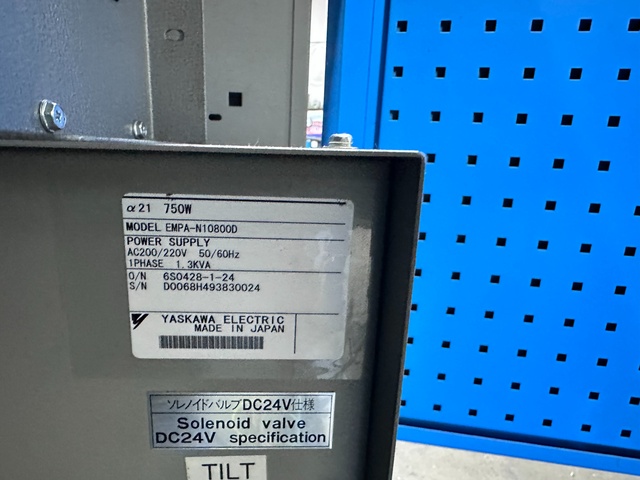 α21 750W
MODEL EMPA-N10800D
POWER SUPPLY
AC200/220V 50/60Hz
1PHASE 1.3KVA
O/N 6S0428-1-24
S/N D0068H493830024
YASKAWA ELECTRIC
MADE IN JAPAN
ソレノイドバルブDC24V仕様
Solenoid valve
DC24V specification
TILT